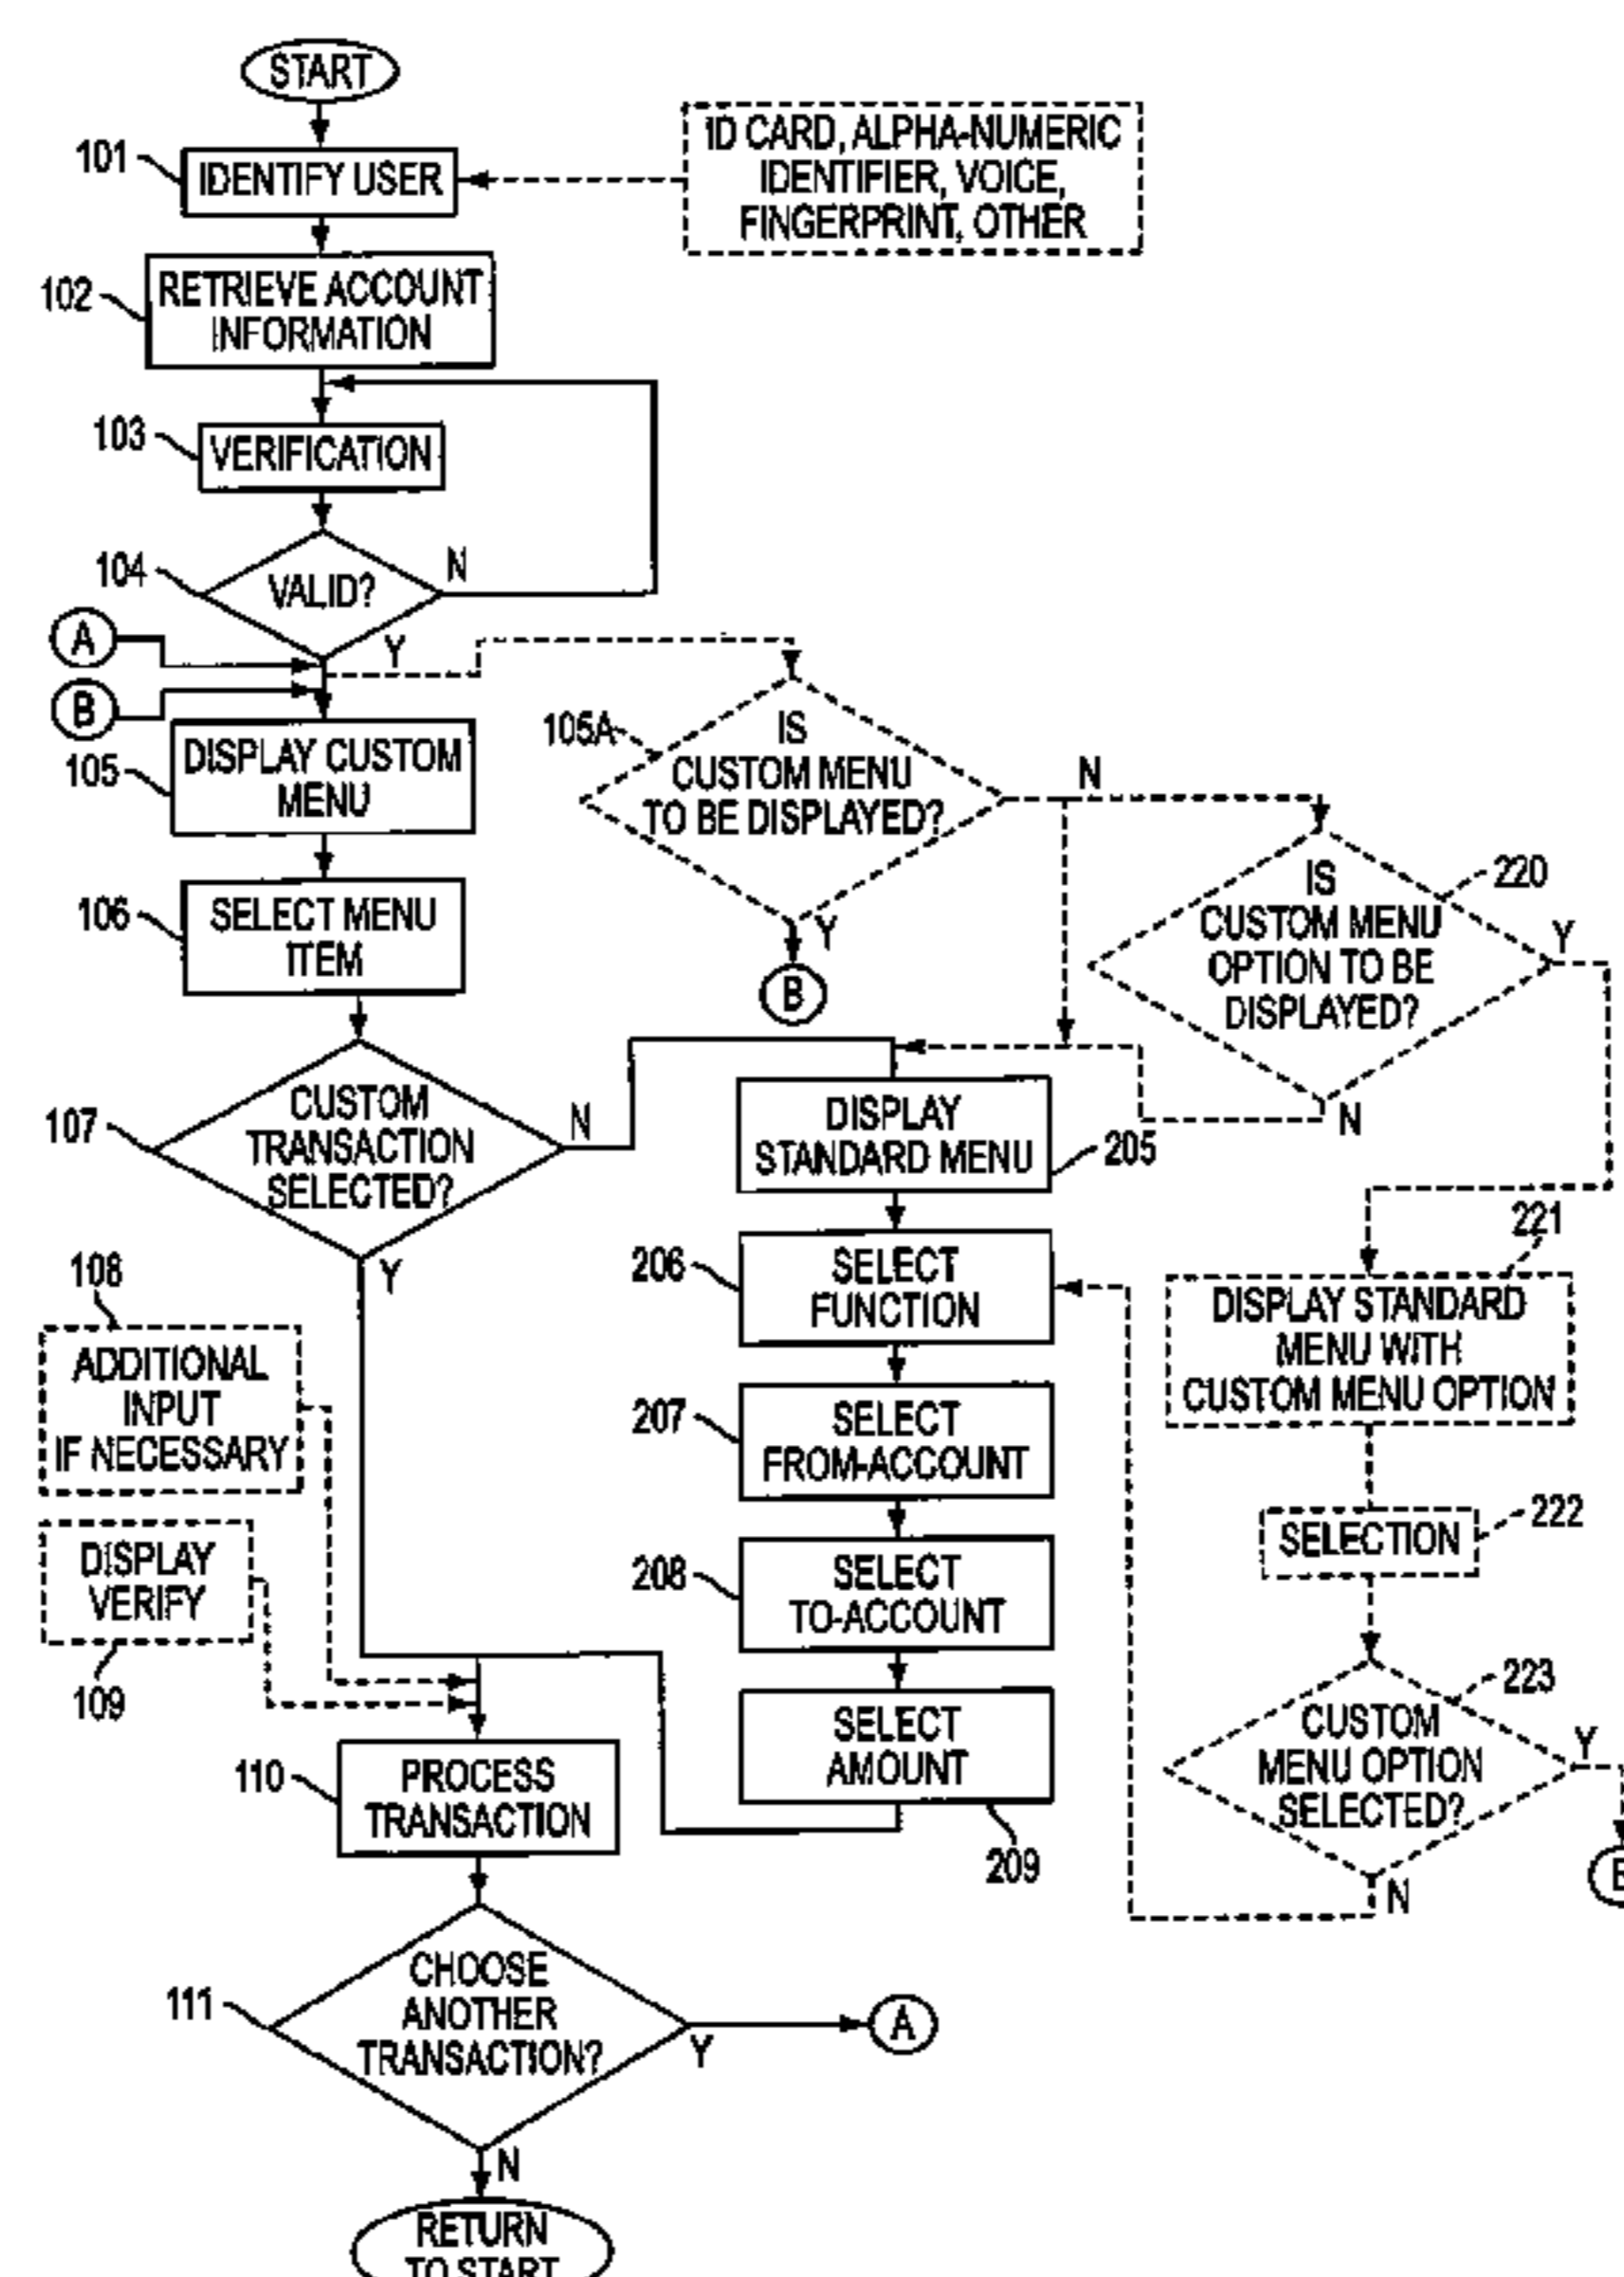 START
101
IDENTIFY USER
ID CARD, ALPHA-NUMERIC
IDENTIFIER, VOICE,
FINGERPRINT, OTHER
102
RETRIEVE ACCOUNT
INFORMATION
103
VERIFICATION
104
VALID?
N
Y
A
B
105
DISPLAY CUSTOM
MENU
105A
IS
CUSTOM MENU
TO BE DISPLAYED?
N
Y
B
106
SELECT MENU
ITEM
220
IS
CUSTOM MENU
OPTION TO BE
DISPLAYED?
Y
N
107
CUSTOM
TRANSACTION
SELECTED?
N
Y
DISPLAY
STANDARD MENU
205
206
SELECT
FUNCTION
221
DISPLAY STANDARD
MENU WITH
CUSTOM MENU OPTION
108
ADDITIONAL
INPUT
IF NECESSARY
207
SELECT
FROM-ACCOUNT
SELECTION
222
DISPLAY
VERIFY
109
208
SELECT
TO-ACCOUNT
223
CUSTOM
MENU OPTION
SELECTED?
Y
N
SELECT
AMOUNT
209
110
PROCESS
TRANSACTION
111
CHOOSE
ANOTHER
TRANSACTION?
Y
A
N
RETURN
TO START